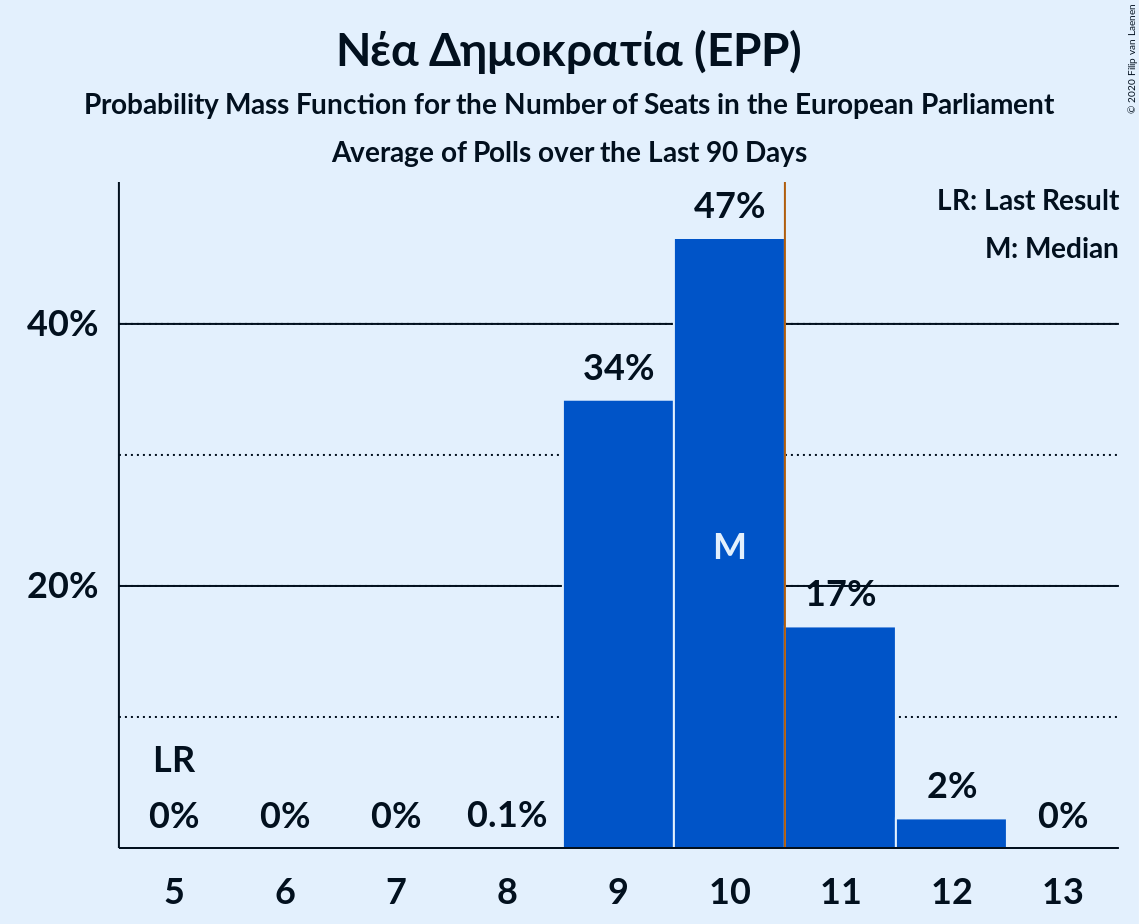 Νέα Δημοκρατία (EPP)
Probability Mass Function for the Number of Seats in the European Parliament
Average of Polls over the Last 90 Days
© 2020 Filip van Laenen
LR: Last Result
M: Median
47%
40%
34%
M
20%
17%
LR
0%
0%
0%
0.1%
2%
0%
5 6 7 8 9 10 11 12 13